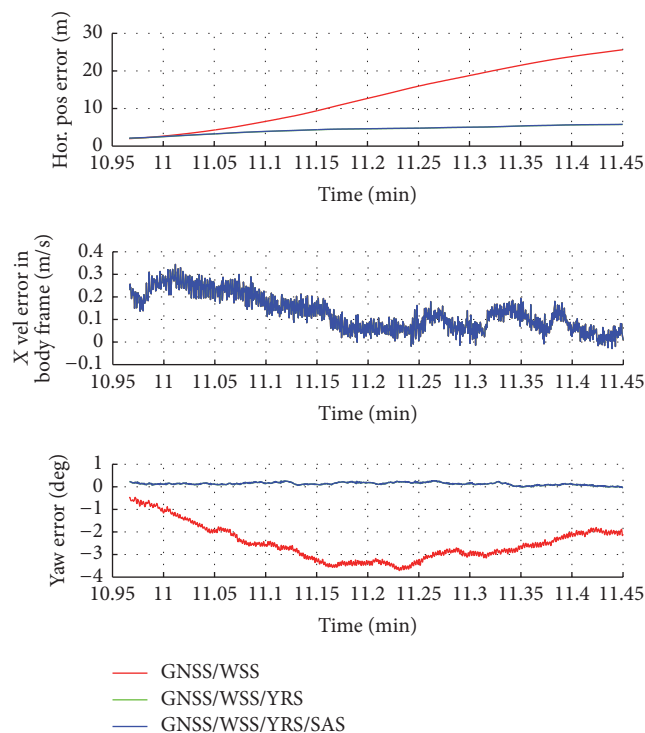 Hor. pos error (m)
30
20
10
0
10.95 11 11.05 11.1 11.15 11.2 11.25 11.3 11.35 11.4 11.45
Time (min)
X vel error in
body frame (m/s)
0.4
0.3
0.2
0.1
0
−0.1
10.95 11 11.05 11.1 11.15 11.2 11.25 11.3 11.35 11.4 11.45
Time (min)
Yaw error (deg)
1
0
−1
−2
−3
−4
10.95 11 11.05 11.1 11.15 11.2 11.25 11.3 11.35 11.4 11.45
Time (min)
GNSS/WSS
GNSS/WSS/YRS
GNSS/WSS/YRS/SAS